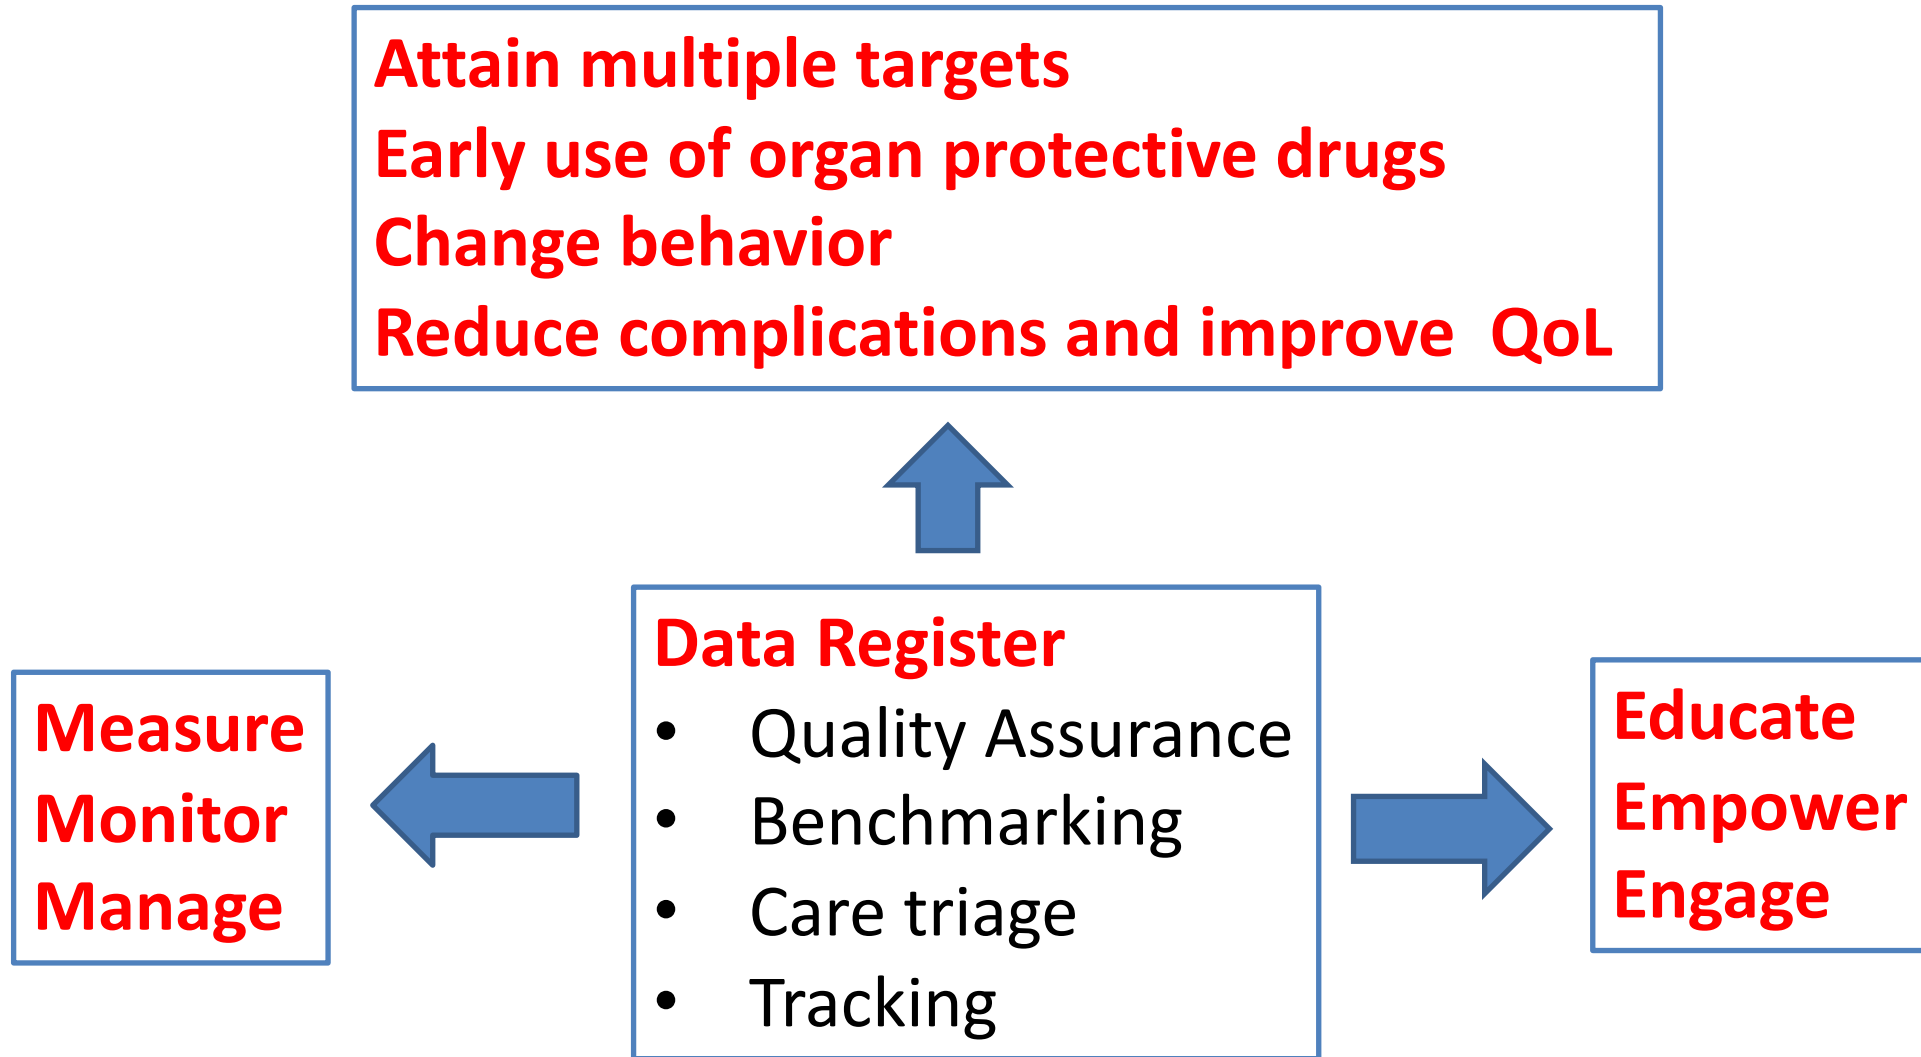 Attain multiple targets
Early use of organ protective drugs
Change behavior
Reduce complications and improve  QoL
Measure
Monitor
Manage
Data Register
• Quality Assurance
• Benchmarking
• Care triage
• Tracking
Educate
Empower
Engage